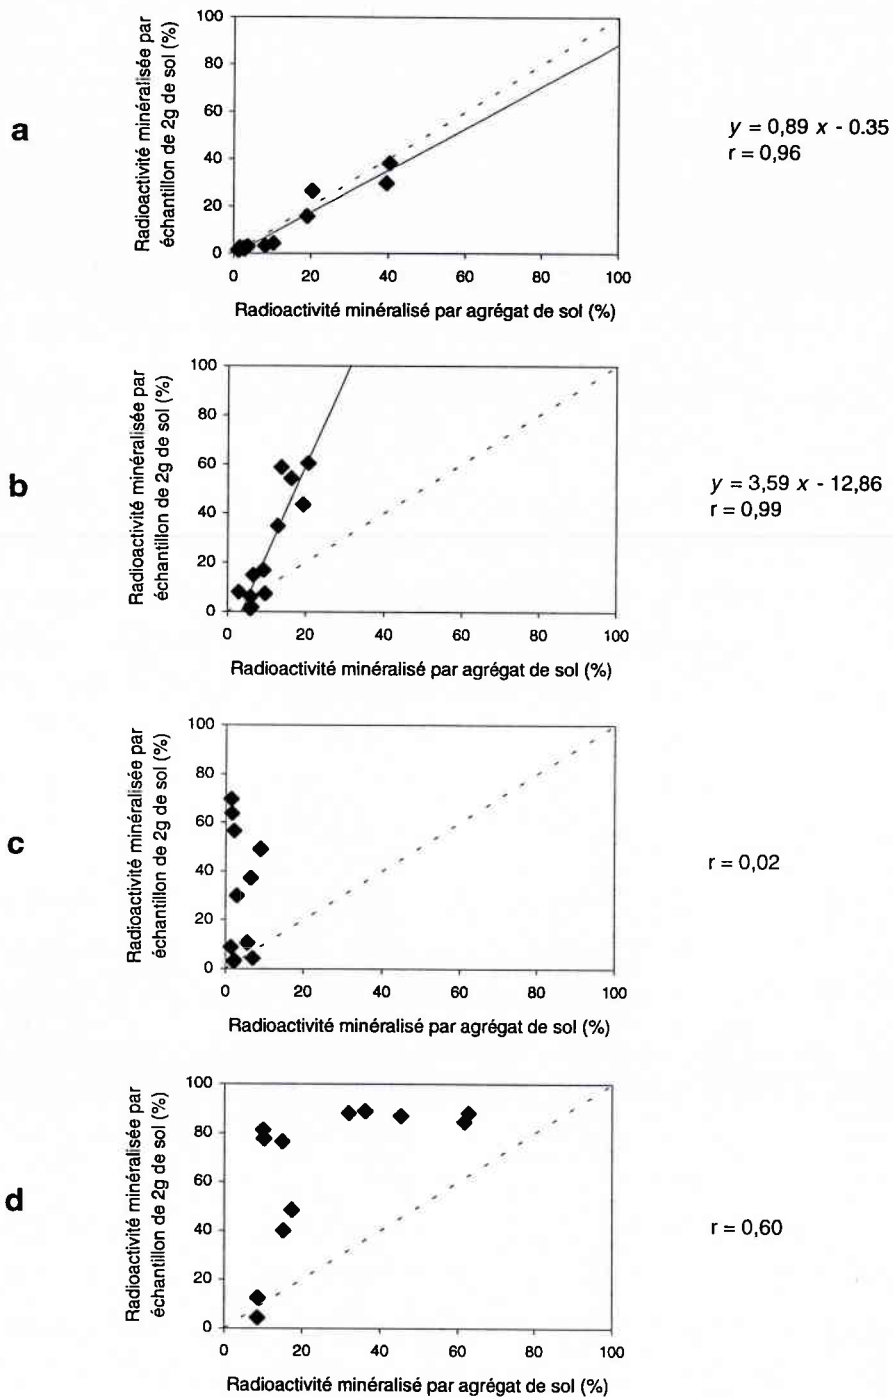 a
Radioactivité minéralisée par
échantillon de 2g de sol (%)
100
80
60
40
20
0
0 20 40 60 80 100
Radioactivité minéralisé par agrégat de sol (%)
y = 0,89 x - 0.35
r = 0,96
b
Radioactivité minéralisée par
échantillon de 2g de sol (%)
100
80
60
40
20
0
0 20 40 60 80 100
Radioactivité minéralisé par agrégat de sol (%)
y = 3,59 x - 12,86
r = 0,99
c
Radioactivité minéralisée par
échantillon de 2g de sol (%)
100
80
60
40
20
0
0 20 40 60 80 100
Radioactivité minéralisé par agrégat de sol (%)
r = 0,02
d
Radioactivité minéralisée par
échantillon de 2g de sol (%)
100
80
60
40
20
0
0 20 40 60 80 100
Radioactivité minéralisé par agrégat de sol (%)
r = 0,60